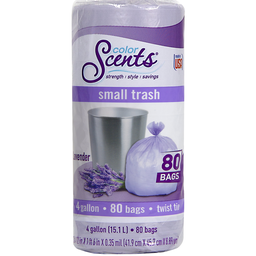 color
Scents®
strength : style : savings
USA
small trash
lavender
80
BAGS
4 gallon • 80 bags • twist tie
4 gallon (15.1 L) • 80 bags